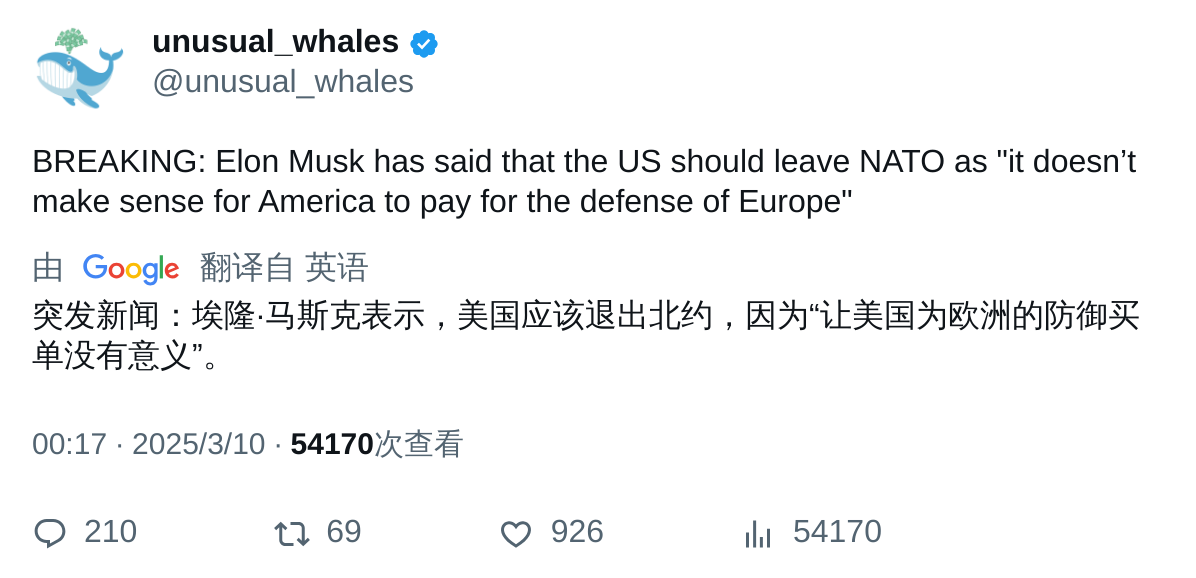 unusual_whales
@unusual_whales
BREAKING: Elon Musk has said that the US should leave NATO as "it doesn’t
make sense for America to pay for the defense of Europe"
由 Google 翻译自 英语
突发新闻：埃隆·马斯克表示，美国应该退出北约，因为“让美国为欧洲的防御买
单没有意义”。
00:17 · 2025/3/10 · 54170次查看
210 69 926 54170